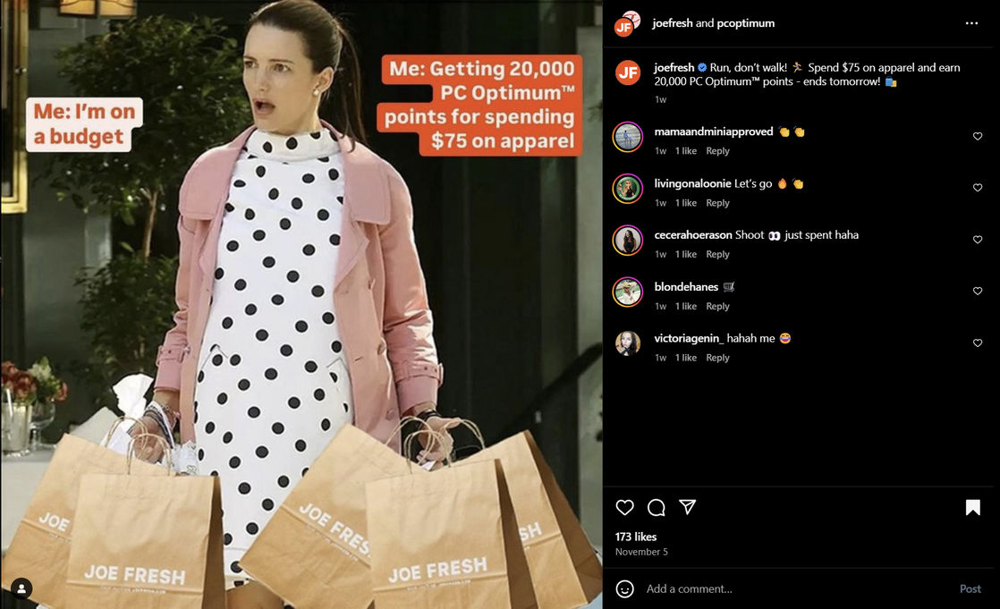 Me: I'm on
a budget
Me: Getting 20,000
PC Optimum™
points for spending
$75 on apparel
JOE
JOE FRESH
JOE FRES
JOE FRESH
SH
JF
joefresh and pcoptimum
JF
joefresh Run, don't walk! 🏃 Spend $75 on apparel and earn
20,000 PC Optimum™ points - ends tomorrow! 🛍️
1w
mamaandminiapproved 👏 👏
1w 1 like Reply
livingonaloonie Let's go 🔥 👏
1w 1 like Reply
cecerahoerason Shoot 👀 just spent haha
1w 1 like Reply
blondehanes 🛒
1w 1 like Reply
victoriagenin_ hahah me 😂
1w 1 like Reply
173 likes
November 5
Add a comment...
Post